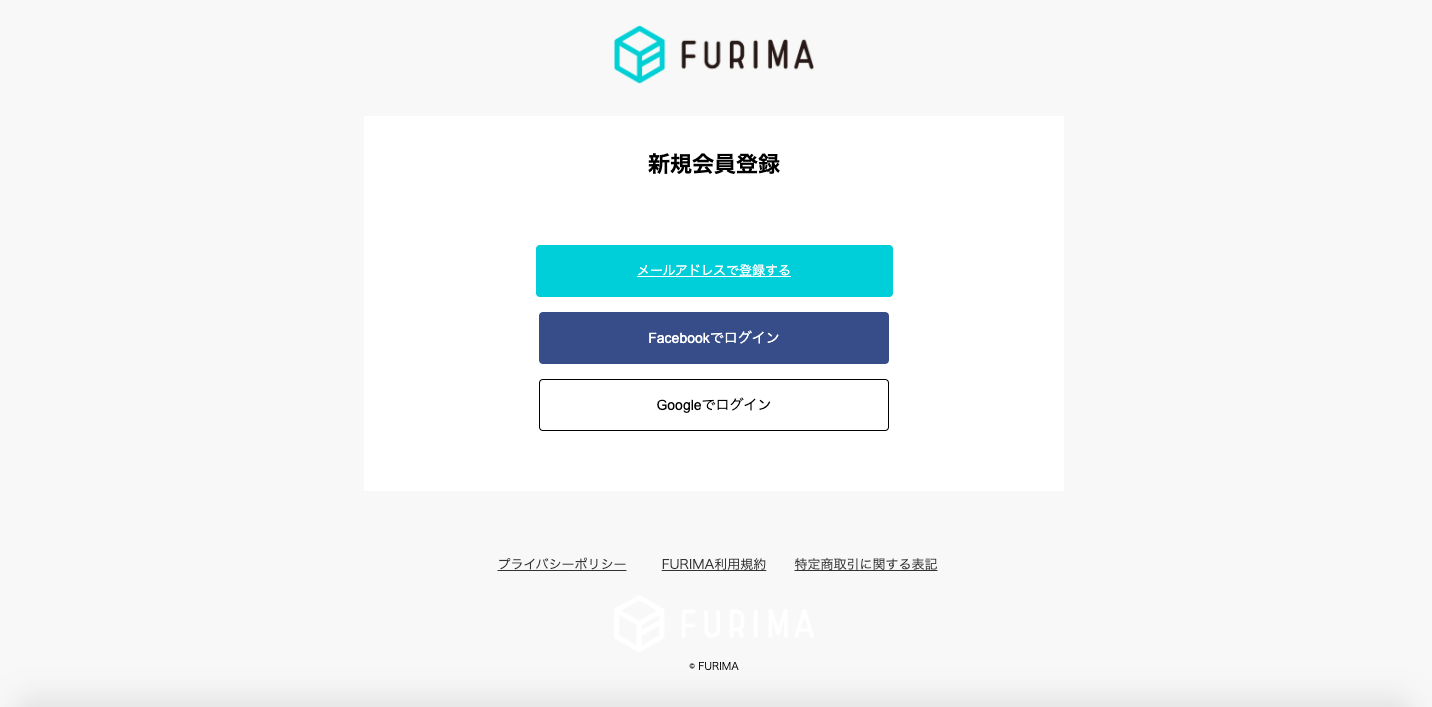 FURIMA
新規会員登録
メールアドレスで登録する
Facebookでログイン
Googleでログイン
プライバシーポリシー FURIMA利用規約 特定商取引に関する表記
FURIMA
© FURIMA